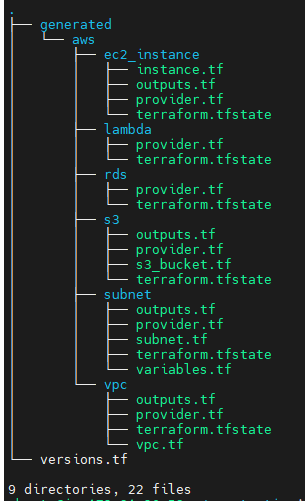 .
├── generated
│   └── aws
│       ├── ec2_instance
│       │   ├── instance.tf
│       │   ├── outputs.tf
│       │   ├── provider.tf
│       │   └── terraform.tfstate
│       ├── lambda
│       │   ├── provider.tf
│       │   └── terraform.tfstate
│       ├── rds
│       │   ├── provider.tf
│       │   └── terraform.tfstate
│       ├── s3
│       │   ├── outputs.tf
│       │   ├── provider.tf
│       │   ├── s3_bucket.tf
│       │   └── terraform.tfstate
│       ├── subnet
│       │   ├── outputs.tf
│       │   ├── provider.tf
│       │   ├── subnet.tf
│       │   ├── terraform.tfstate
│       │   └── variables.tf
│       └── vpc
│           ├── outputs.tf
│           ├── provider.tf
│           ├── terraform.tfstate
│           └── vpc.tf
└── versions.tf
9 directories, 22 files